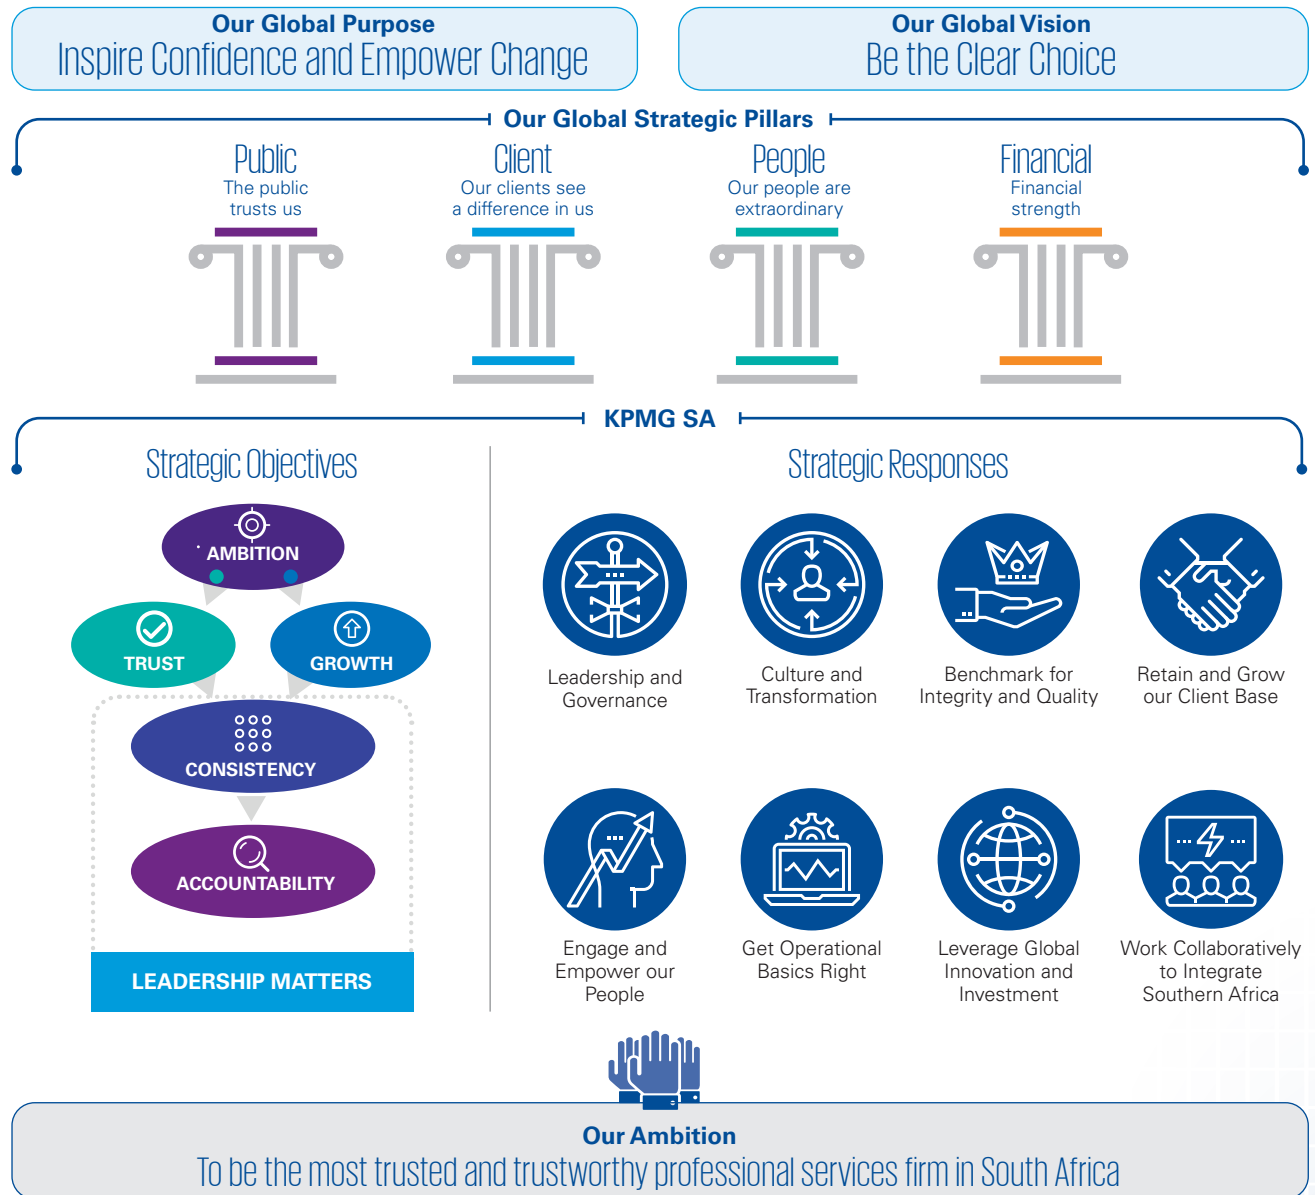 Our Global Purpose
Inspire Confidence and Empower Change
Our Global Vision
Be the Clear Choice
Our Global Strategic Pillars
Public
The public
trusts us
Client
Our clients see
a difference in us
People
Our people are
extraordinary
Financial
Financial
strength
KPMG SA
Strategic Objectives
AMBITION
TRUST
GROWTH
CONSISTENCY
ACCOUNTABILITY
LEADERSHIP MATTERS
Strategic Responses
Leadership and
Governance
Culture and
Transformation
Benchmark for
Integrity and Quality
Retain and Grow
our Client Base
Engage and
Empower our
People
Get Operational
Basics Right
Leverage Global
Innovation and
Investment
Work Collaboratively
to Integrate
Southern Africa
Our Ambition
To be the most trusted and trustworthy professional services firm in South Africa